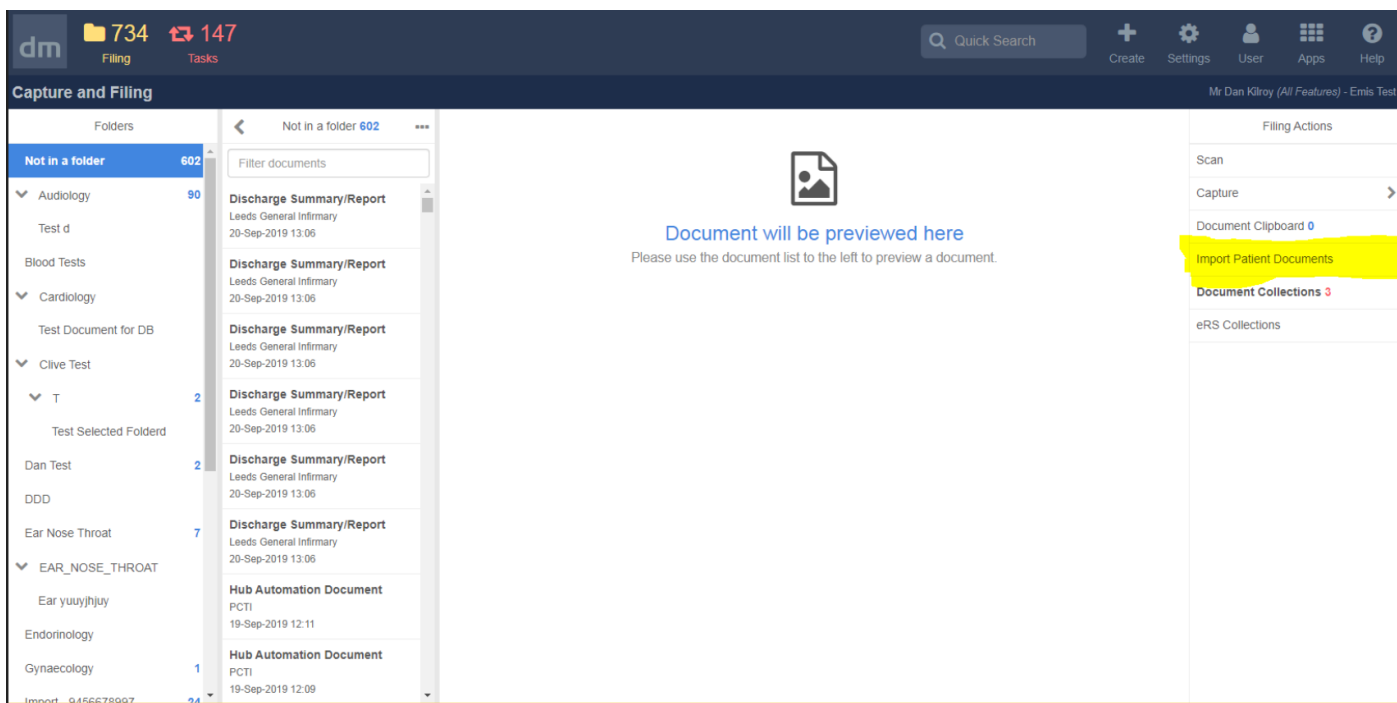 dm
734
Filing
147
Tasks
Quick Search
Create
Settings
User
Apps
Help
Capture and Filing
Mr Dan Kilroy (All Features) - Emis Test
Folders
Not in a folder 602
Audiology 90
Test d
Blood Tests
Cardiology
Test Document for DB
Clive Test
T 2
Test Selected Folderd
Dan Test 2
DDD
Ear Nose Throat 7
EAR_NOSE_THROAT
Ear yuuyjhjuy
Endorinology
Gynaecology 1
Import - 9456678997 24
Not in a folder 602
Filter documents
Discharge Summary/Report
Leeds General Infirmary
20-Sep-2019 13:06
Discharge Summary/Report
Leeds General Infirmary
20-Sep-2019 13:06
Discharge Summary/Report
Leeds General Infirmary
20-Sep-2019 13:06
Discharge Summary/Report
Leeds General Infirmary
20-Sep-2019 13:06
Discharge Summary/Report
Leeds General Infirmary
20-Sep-2019 13:06
Discharge Summary/Report
Leeds General Infirmary
20-Sep-2019 13:06
Hub Automation Document
PCTI
19-Sep-2019 12:11
Hub Automation Document
PCTI
19-Sep-2019 12:09
Document will be previewed here
Please use the document list to the left to preview a document.
Filing Actions
Scan
Capture
Document Clipboard 0
Import Patient Documents
Document Collections 3
eRS Collections